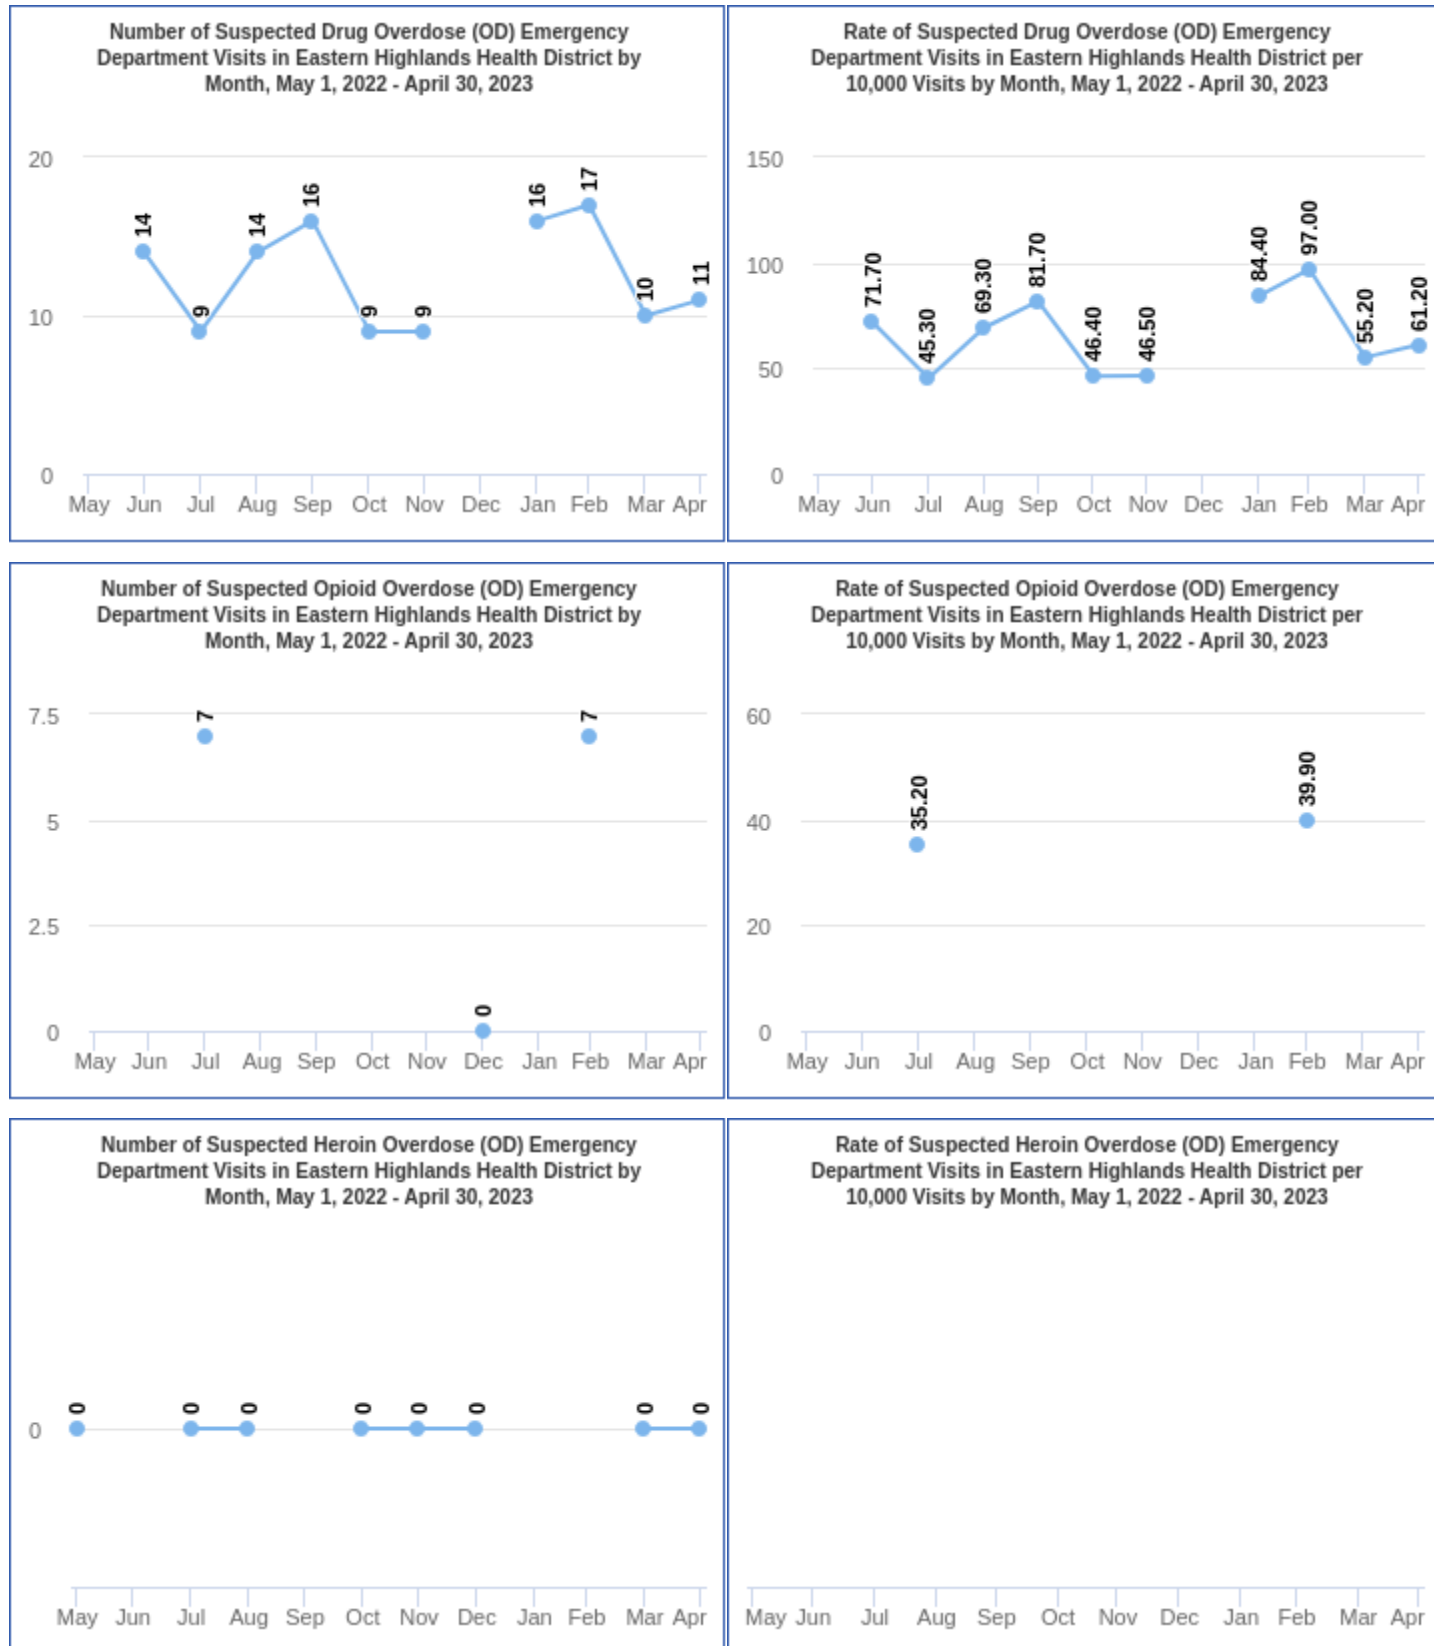 Number of Suspected Drug Overdose (OD) Emergency
Department Visits in Eastern Highlands Health District by
Month, May 1, 2022 - April 30, 2023
20
10
0
14
9
14
16
9
9
16
17
10
11
May Jun Jul Aug Sep Oct Nov Dec Jan Feb Mar Apr
Rate of Suspected Drug Overdose (OD) Emergency
Department Visits in Eastern Highlands Health District per
10,000 Visits by Month, May 1, 2022 - April 30, 2023
150
100
50
0
71.70
45.30
69.30
81.70
46.40
46.50
84.40
97.00
55.20
61.20
May Jun Jul Aug Sep Oct Nov Dec Jan Feb Mar Apr
Number of Suspected Opioid Overdose (OD) Emergency
Department Visits in Eastern Highlands Health District by
Month, May 1, 2022 - April 30, 2023
7.5
5
2.5
0
7
0
7
May Jun Jul Aug Sep Oct Nov Dec Jan Feb Mar Apr
Rate of Suspected Opioid Overdose (OD) Emergency
Department Visits in Eastern Highlands Health District per
10,000 Visits by Month, May 1, 2022 - April 30, 2023
60
40
20
0
35.20
39.90
May Jun Jul Aug Sep Oct Nov Dec Jan Feb Mar Apr
Number of Suspected Heroin Overdose (OD) Emergency
Department Visits in Eastern Highlands Health District by
Month, May 1, 2022 - April 30, 2023
0
0
0
0
0
0
0
0
0
May Jun Jul Aug Sep Oct Nov Dec Jan Feb Mar Apr
Rate of Suspected Heroin Overdose (OD) Emergency
Department Visits in Eastern Highlands Health District per
10,000 Visits by Month, May 1, 2022 - April 30, 2023
May Jun Jul Aug Sep Oct Nov Dec Jan Feb Mar Apr